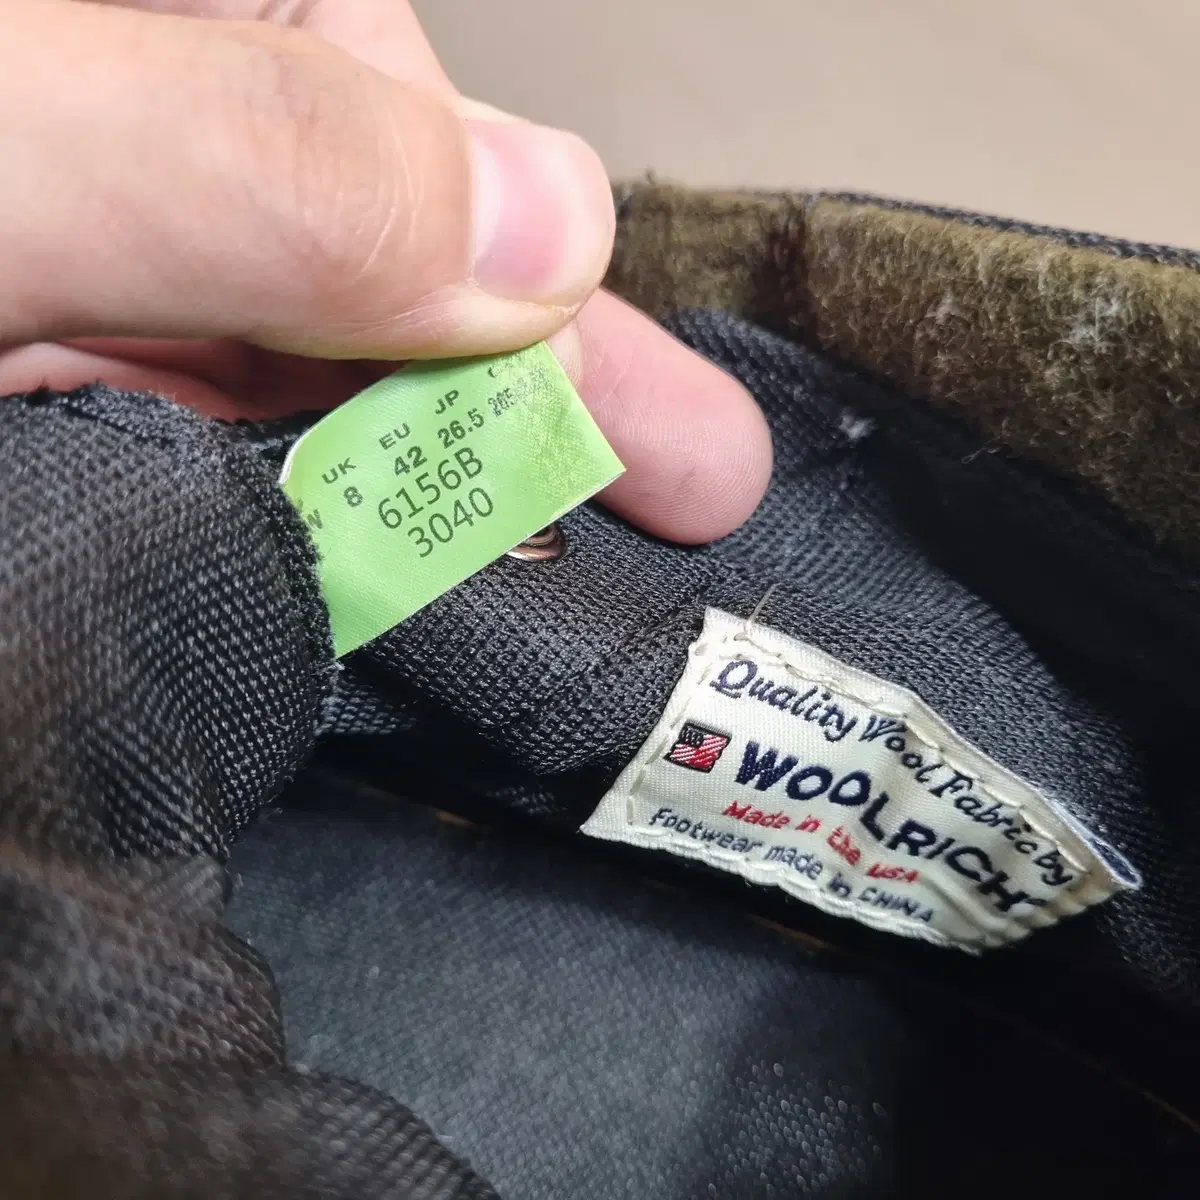 UK EU JP
8 42 26.5
6156B
3040
Quality Wool Fabric by
WOOLRICH
Made in the USA
Footwear made in CHINA